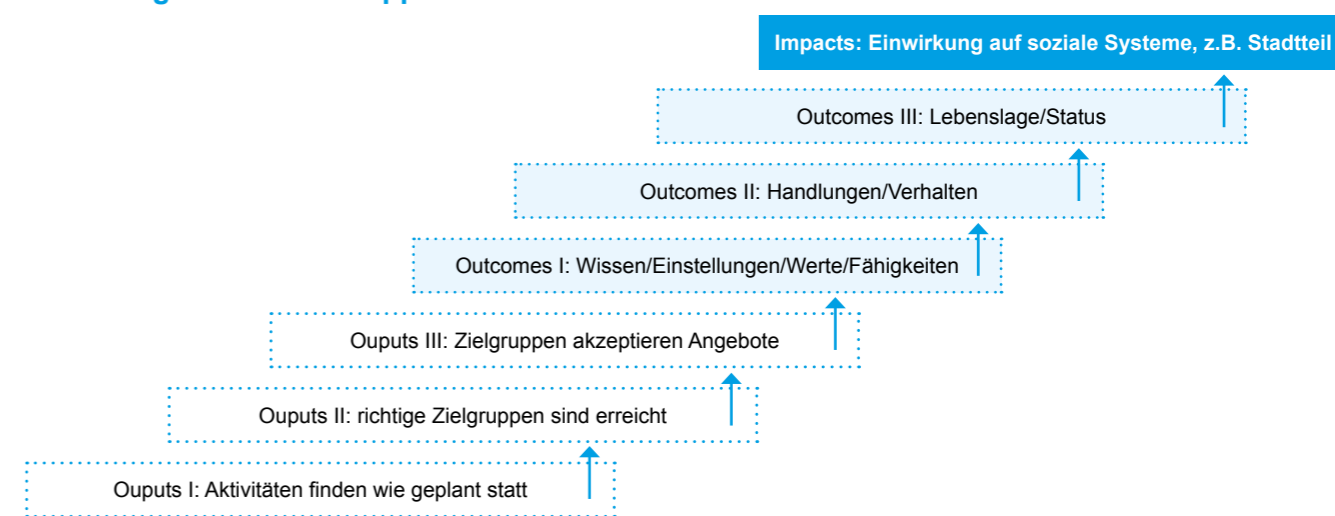 Impacts: Einwirkung auf soziale Systeme, z.B. Stadtteil
Outcomes III: Lebenslage/Status
Outcomes II: Handlungen/Verhalten
Outcomes I: Wissen/Einstellungen/Werte/Fähigkeiten
Ouputs III: Zielgruppen akzeptieren Angebote
Ouputs II: richtige Zielgruppen sind erreicht
Ouputs I: Aktivitäten finden wie geplant statt